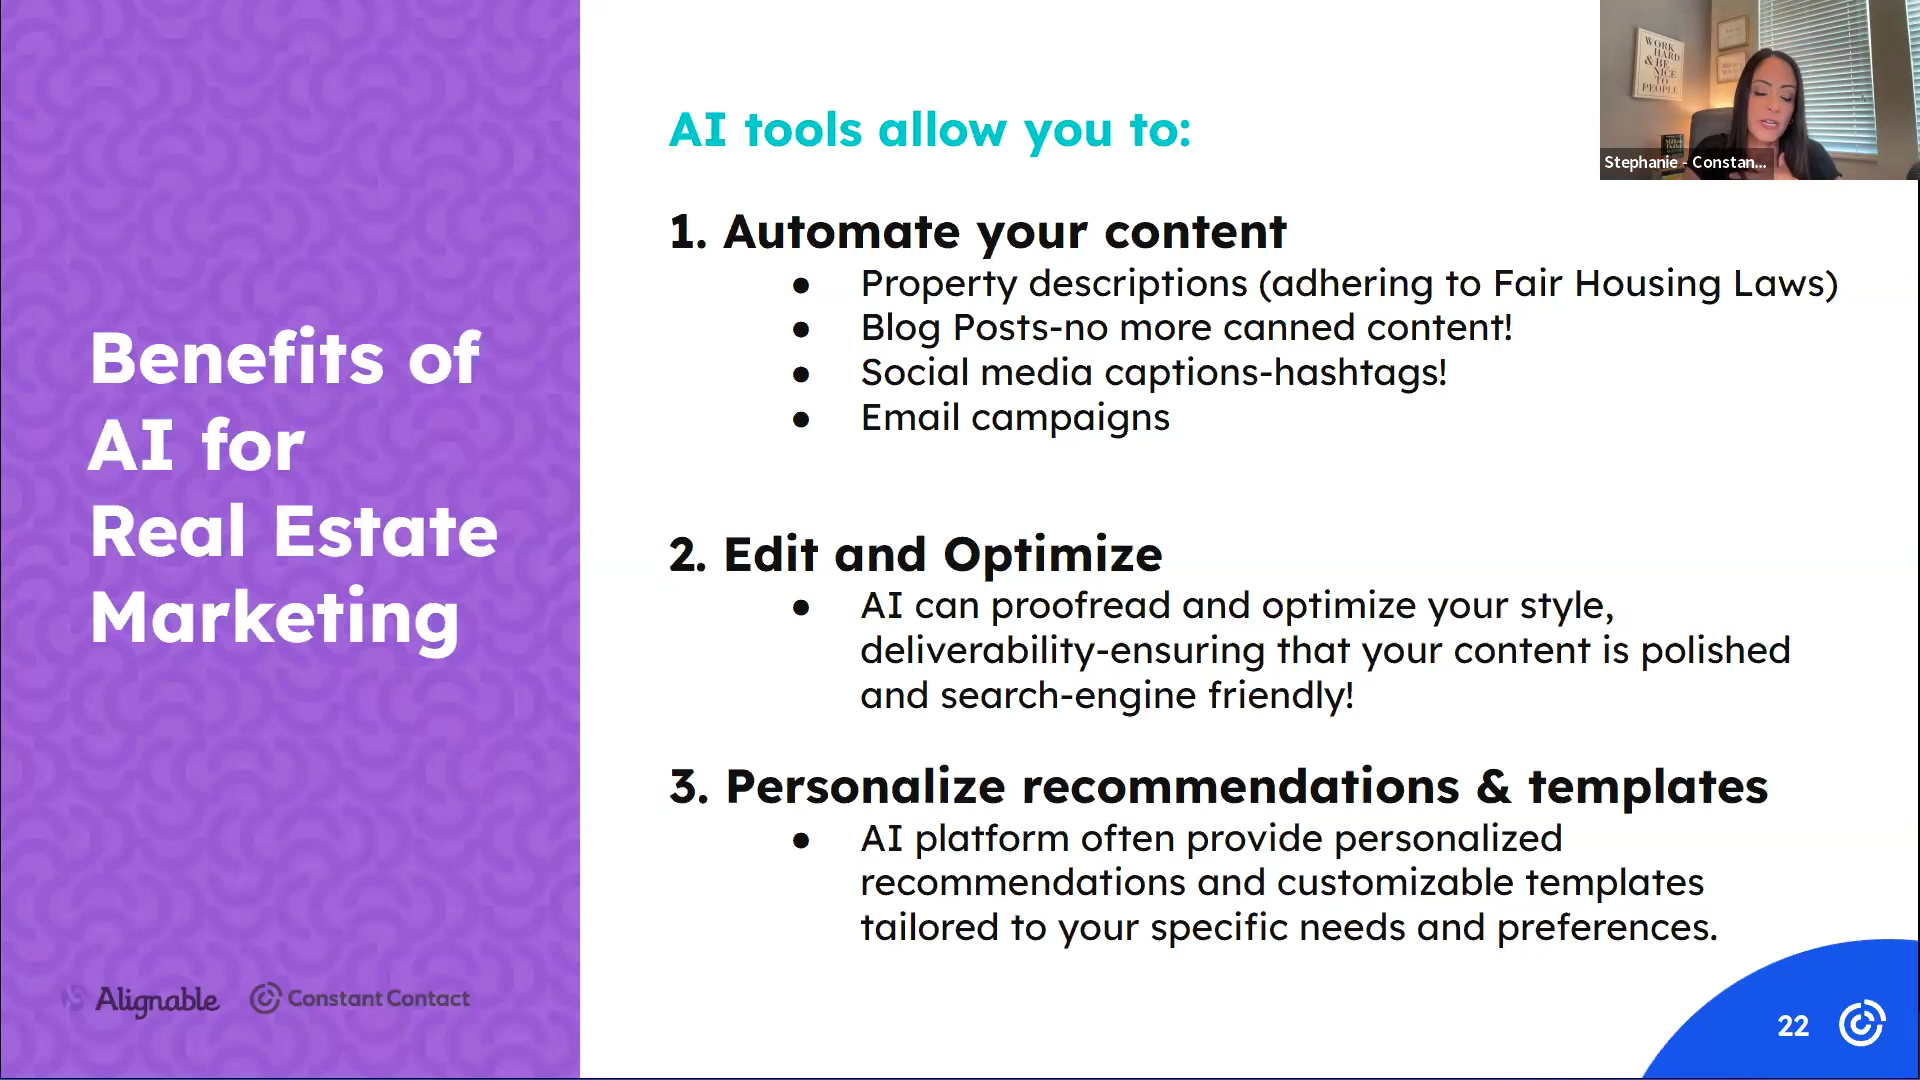 Benefits of
AI for
Real Estate
Marketing
Alignable
Constant Contact
AI tools allow you to:
1. Automate your content
● Property descriptions (adhering to Fair Housing Laws)
● Blog Posts-no more canned content!
● Social media captions-hashtags!
● Email campaigns
2. Edit and Optimize
● AI can proofread and optimize your style,
deliverability-ensuring that your content is polished
and search-engine friendly!
3. Personalize recommendations & templates
● AI platform often provide personalized
recommendations and customizable templates
tailored to your specific needs and preferences.
22
WORK
HARD
& BE
NICE
TO
PEOPLE
Stephanie - Constan...